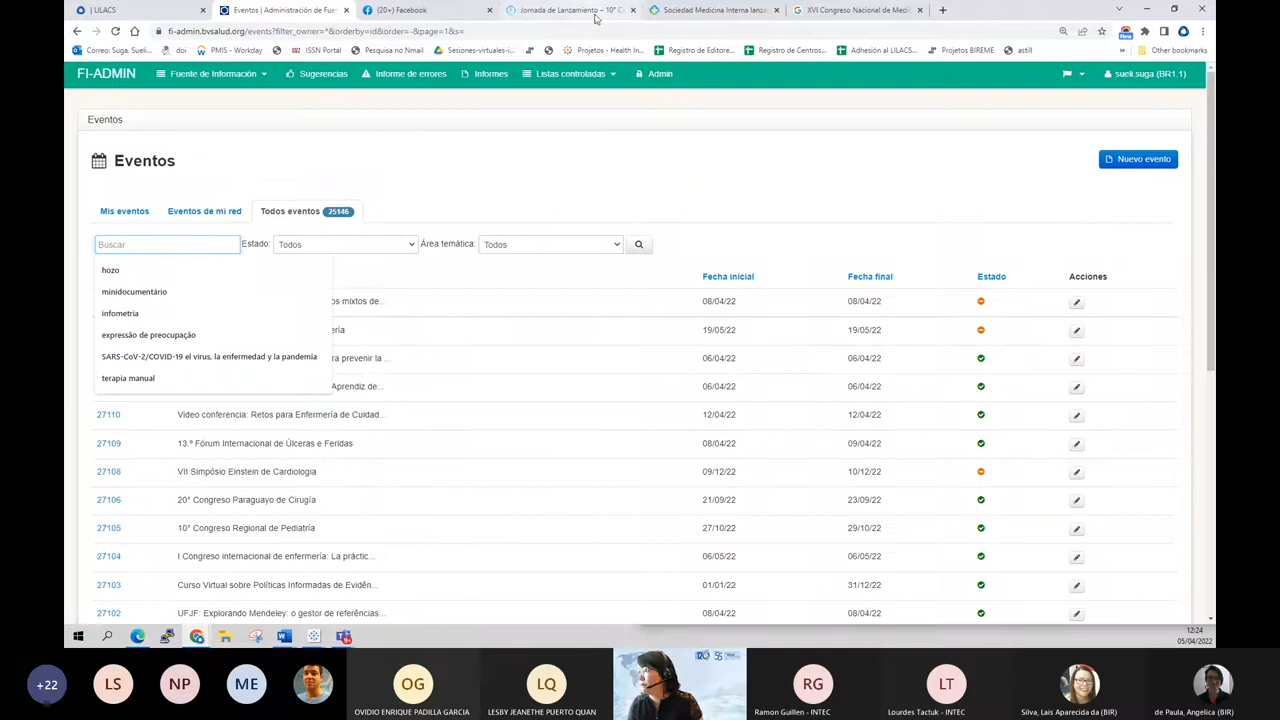 | LILACS
Eventos | Administración de Fuen
(20+) Facebook
Jornada de Lanzamiento – 10° Co
Sociedad Medicina Interna lanza
XVI Congreso Nacional de Medic
fi-admin.bvsalud.org/events?filter_owner=*&orderby=id&order=-&page=1&s=
New
Correo: Suga, Sueli...
doi
PMIS - Workday
ISSN Portal
Pesquisa no Nmail
Sesiones-virtuales-i...
Projetos - Health In...
Registro de Editore...
Registro de Centros...
Adhesión al LILACS...
Projetos BIREME
astill
»
Other bookmarks
FI-ADMIN
Fuente de Información
Sugerencias
Informe de errores
Informes
Listas controladas
Admin
sueli.suga (BR1.1)
Eventos
Eventos
Nuevo evento
Mis eventos
Eventos de mi red
Todos eventos 25146
Buscar
Estado:
Todos
Área temática:
Todos
hozo
minidocumentário
infometria
expressão de preocupação
SARS-CoV-2/COVID-19 el virus, la enfermedad y la pandemia
terapia manual
Fecha inicial
Fecha final
Estado
Acciones
os mixtos de...
08/04/22
08/04/22
ería
19/05/22
19/05/22
ra prevenir la ...
06/04/22
06/04/22
Aprendiz de...
06/04/22
06/04/22
27110
Video conferencia: Retos para Enfermería de Cuidad...
12/04/22
12/04/22
27109
13.º Fórum Internacional de Úlceras e Feridas
08/04/22
09/04/22
27108
VII Simpósio Einstein de Cardiologia
09/12/22
10/12/22
27106
20° Congreso Paraguayo de Cirugía
21/09/22
23/09/22
27105
10° Congreso Regional de Pediatría
27/10/22
29/10/22
27104
I Congreso internacional de enfermería: La práctic...
06/05/22
06/05/22
27103
Curso Virtual sobre Políticas Informadas de Evidên...
01/01/22
31/12/22
27102
UFJF: Explorando Mendeley: o gestor de referências...
08/04/22
08/04/22
12:24
05/04/2022
+22
LS
NP
ME
OG
OVIDIO ENRIQUE PADILLA GARCIA
LQ
LESBY JEANETHE PUERTO QUAN
120 55
RG
Ramon Guillen - INTEC
LT
Lourdes Tactuk - INTEC
Silva, Lais Aparecida da (BIR)
de Paula, Angelica (BIR)